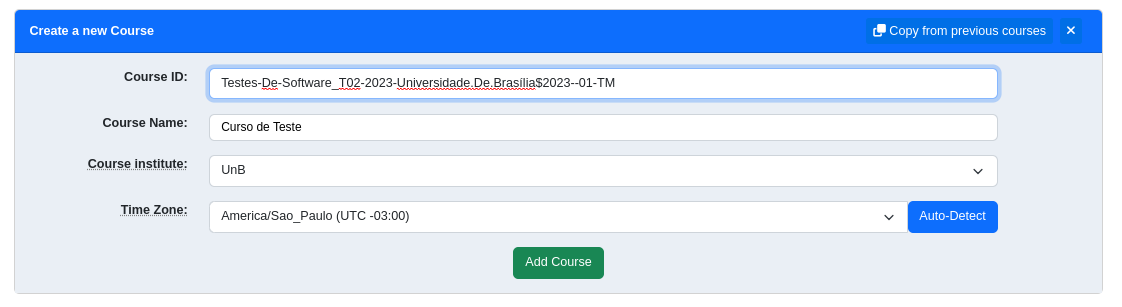 Create a new Course Copy from previous courses
Course ID: Testes-De-Software_T02-2023-Universidade.De.Brasília$2023--01-TM
Course Name: Curso de Teste
Course institute: UnB
Time Zone: America/Sao_Paulo (UTC -03:00) Auto-Detect
Add Course